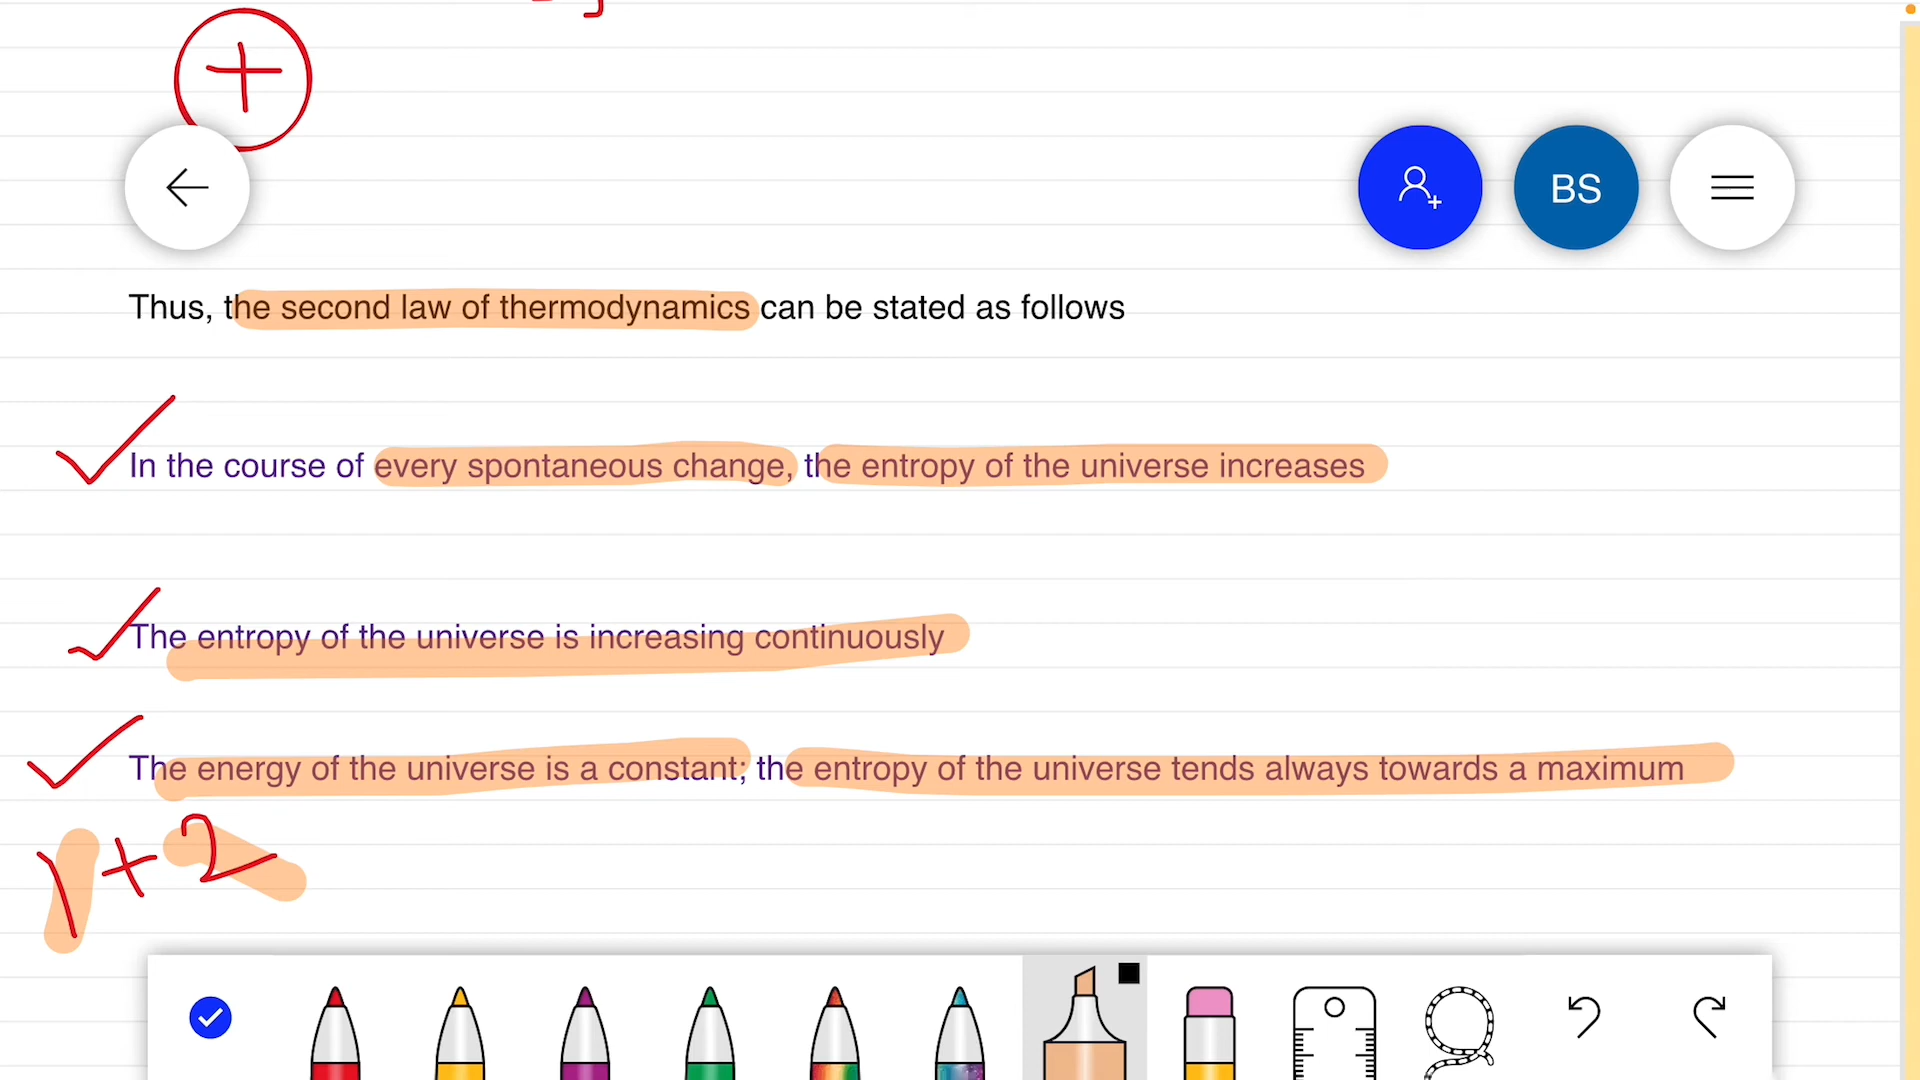 +
BS
Thus, the second law of thermodynamics can be stated as follows
In the course of every spontaneous change, the entropy of the universe increases
The entropy of the universe is increasing continuously
The energy of the universe is a constant; the entropy of the universe tends always towards a maximum
1+2